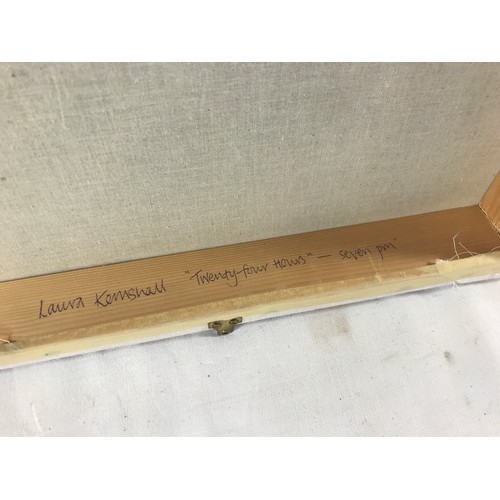 Laura Kemshall "Twenty-four Hours" — seven pm"